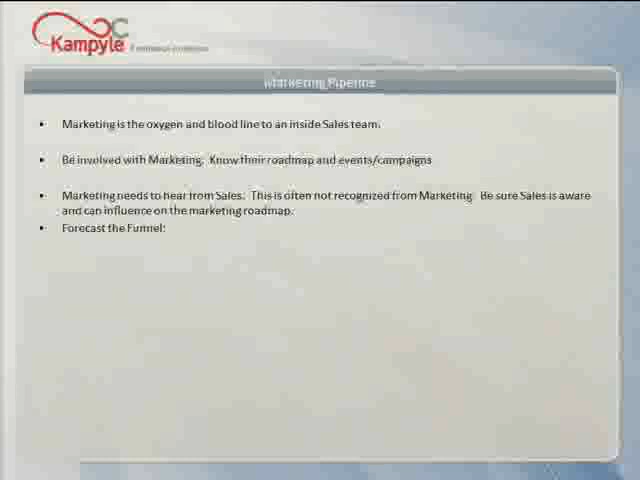 Kampyle
Marketing Pipeline
• Marketing is the oxygen and blood line to an inside Sales team.
• Be involved with Marketing. Know their roadmap and events/campaigns
• Marketing needs to hear from Sales. This is often not recognized from Marketing. Be sure Sales is aware
and can influence on the marketing roadmap.
• Forecast the Funnel: